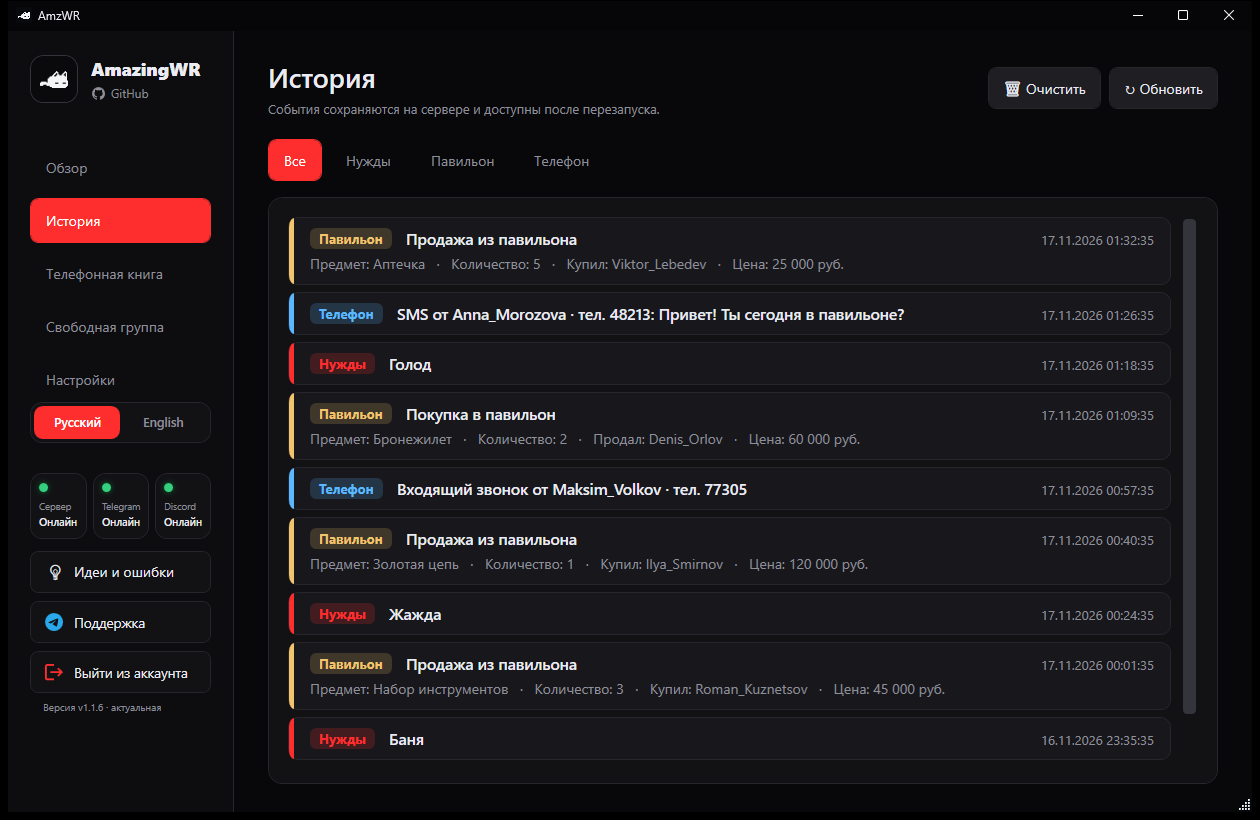 AmzWR
AmazingWR
GitHub
Обзор
История
Телефонная книга
Свободная группа
Настройки
Русский English
Сервер Telegram Discord
Онлайн Онлайн Онлайн
Идеи и ошибки
Поддержка
Выйти из аккаунта
Версия v1.1.6 · актуальная
История
События сохраняются на сервере и доступны после перезапуска.
Очистить ↻ Обновить
Все Нужды Павильон Телефон
Павильон Продажа из павильона 17.11.2026 01:32:35
Предмет: Аптечка · Количество: 5 · Купил: Viktor_Lebedev · Цена: 25 000 руб.
Телефон SMS от Anna_Morozova · тел. 48213: Привет! Ты сегодня в павильоне? 17.11.2026 01:26:35
Нужды Голод 17.11.2026 01:18:35
Павильон Покупка в павильон 17.11.2026 01:09:35
Предмет: Бронежилет · Количество: 2 · Продал: Denis_Orlov · Цена: 60 000 руб.
Телефон Входящий звонок от Maksim_Volkov · тел. 77305 17.11.2026 00:57:35
Павильон Продажа из павильона 17.11.2026 00:40:35
Предмет: Золотая цепь · Количество: 1 · Купил: Ilya_Smirnov · Цена: 120 000 руб.
Нужды Жажда 17.11.2026 00:24:35
Павильон Продажа из павильона 17.11.2026 00:01:35
Предмет: Набор инструментов · Количество: 3 · Купил: Roman_Kuznetsov · Цена: 45 000 руб.
Нужды Баня 16.11.2026 23:35:35